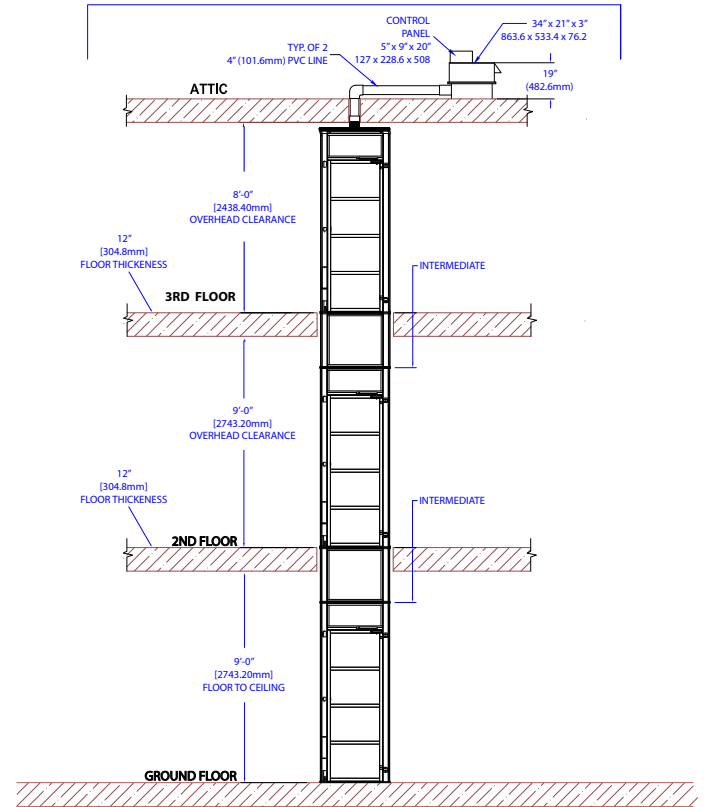 CONTROL
PANEL
5" x 9" x 20"
127 x 228.6 x 508
34" x 21" x 3"
863.6 x 533.4 x 76.2
TYP. OF 2
4" (101.6mm) PVC LINE
19"
(482.6mm)
ATTIC
8'-0"
[2438.40mm]
OVERHEAD CLEARANCE
12"
[304.8mm]
FLOOR THICKENESS
INTERMEDIATE
3RD FLOOR
9'-0"
[2743.20mm]
OVERHEAD CLEARANCE
12"
[304.8mm]
FLOOR THICKENESS
INTERMEDIATE
2ND FLOOR
9'-0"
[2743.20mm]
FLOOR TO CEILING
GROUND FLOOR